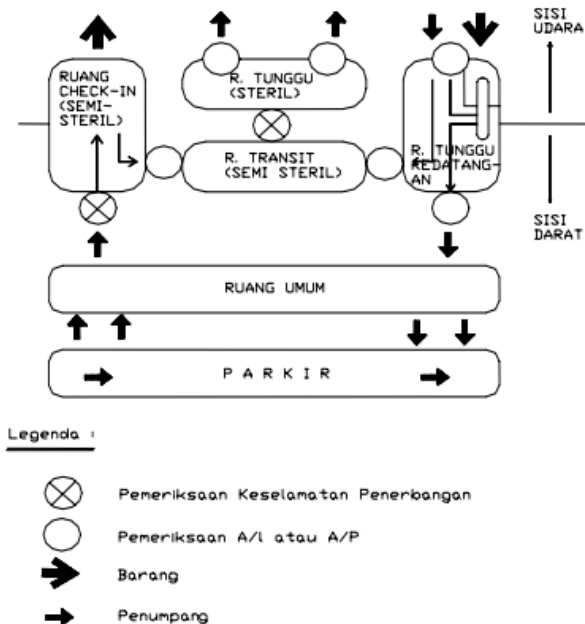 SISI
UDARA
RUANG
CHECK-IN
(SEMI-
STERIL)
R. TUNGGU
(STERIL)
R. TRANSIT
(SEMI STERIL)
R. TUNGGU
KEDATANG-
AN
SISI
DARAT
RUANG UMUM
PARKIR
Legenda :
Pemeriksaan Keselamatan Penerbangan
Pemeriksaan A/l atau A/P
Barang
Penumpang